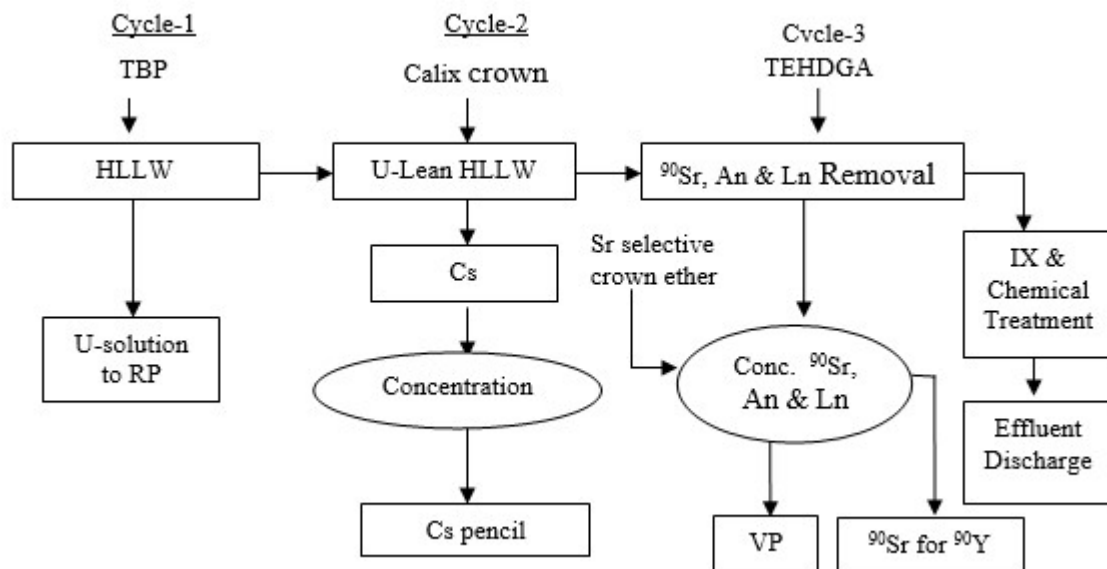 Cycle-1
TBP
HLLW
U-solution
to RP
Cycle-2
Calix crown
U-Lean HLLW
Cs
Concentration
Cs pencil
Cvcle-3
TEHDGA
⁹⁰Sr, An & Ln Removal
Sr selective
crown ether
Conc. ⁹⁰Sr,
An & Ln
VP
⁹⁰Sr for ⁹⁰Y
IX &
Chemical
Treatment
Effluent
Discharge